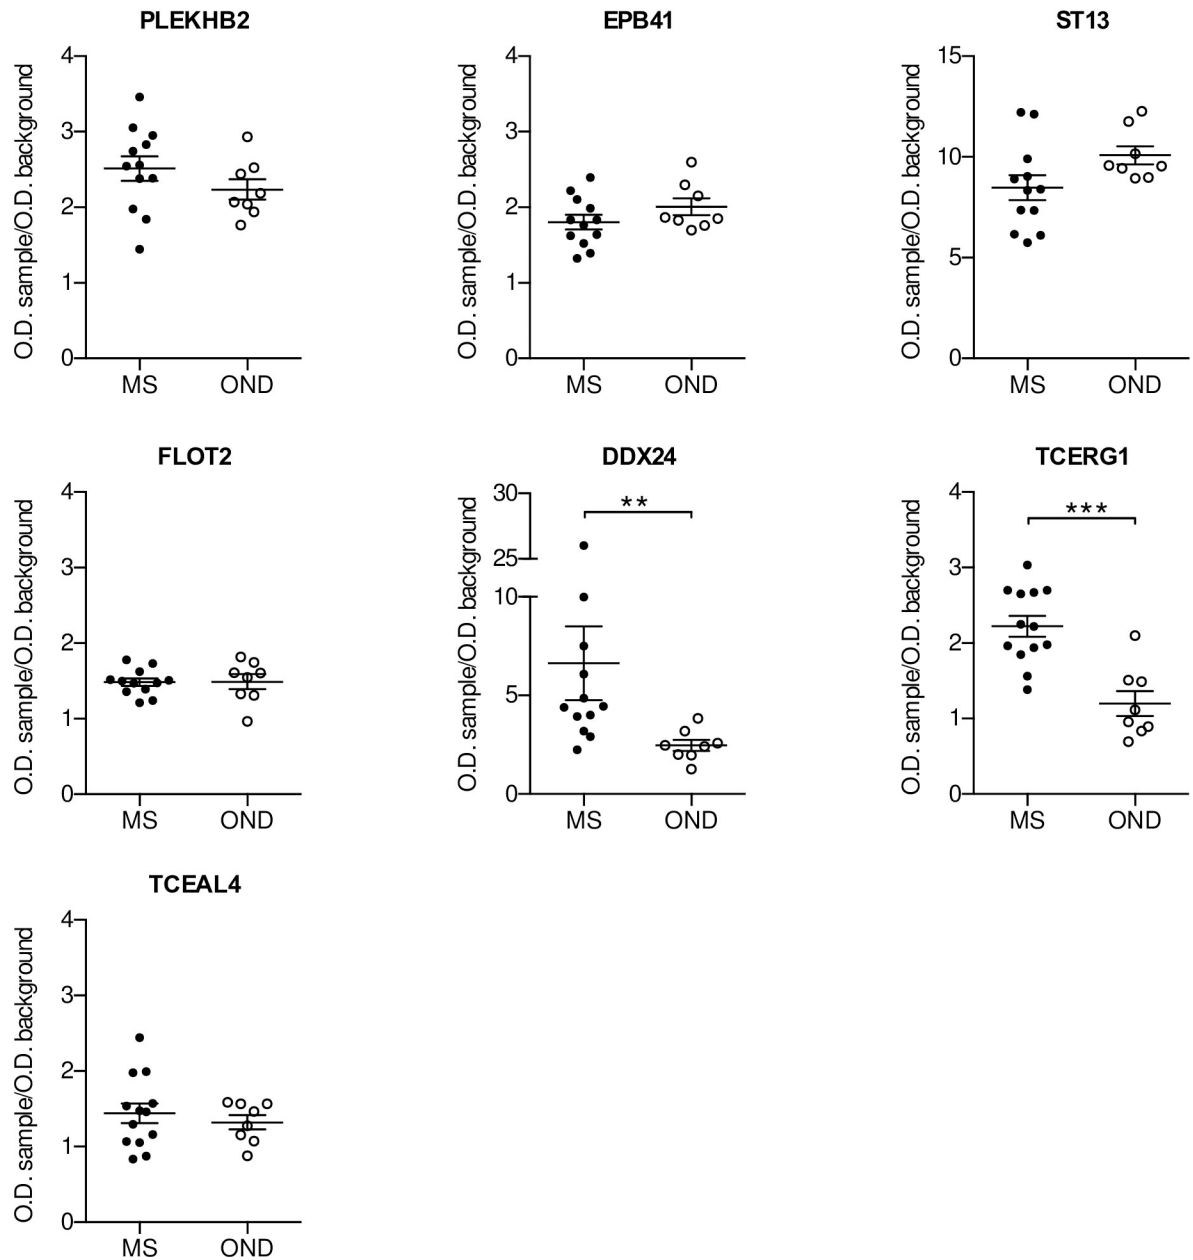 PLEKHB2
EPB41
ST13
O.D. sample/O.D. background
4
3
2
1
0
MS
OND
O.D. sample/O.D. background
4
3
2
1
0
MS
OND
O.D. sample/O.D. background
15
10
5
0
MS
OND
FLOT2
DDX24
TCERG1
O.D. sample/O.D. background
4
3
2
1
0
MS
OND
O.D. sample/O.D. background
30
25
10
5
0
**
MS
OND
O.D. sample/O.D. background
4
3
2
1
0
***
MS
OND
TCEAL4
O.D. sample/O.D. background
4
3
2
1
0
MS
OND